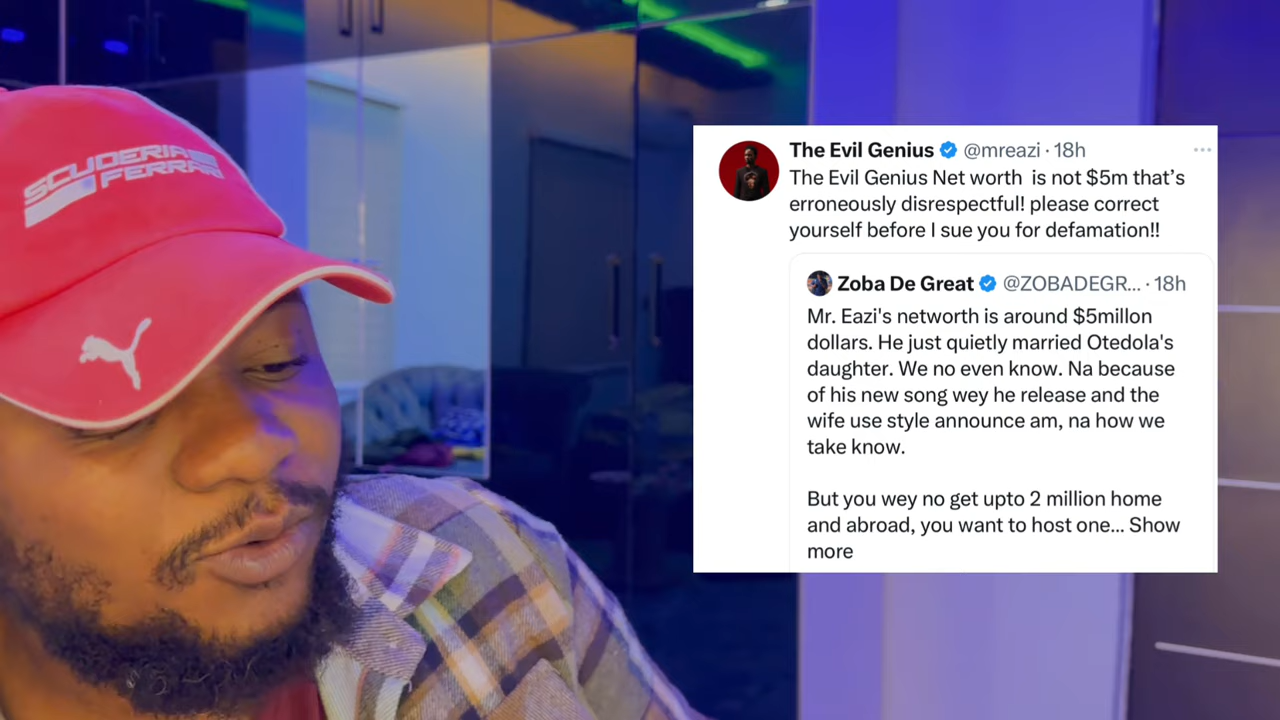 SCUDERIA
FERRARI
The Evil Genius @mreazi · 18h
The Evil Genius Net worth is not $5m that's
erroneously disrespectful! please correct
yourself before I sue you for defamation!!
Zoba De Great @ZOBADEGR... · 18h
Mr. Eazi's networth is around $5millon
dollars. He just quietly married Otedola's
daughter. We no even know. Na because
of his new song wey he release and the
wife use style announce am, na how we
take know.
But you wey no get upto 2 million home
and abroad, you want to host one... Show
more